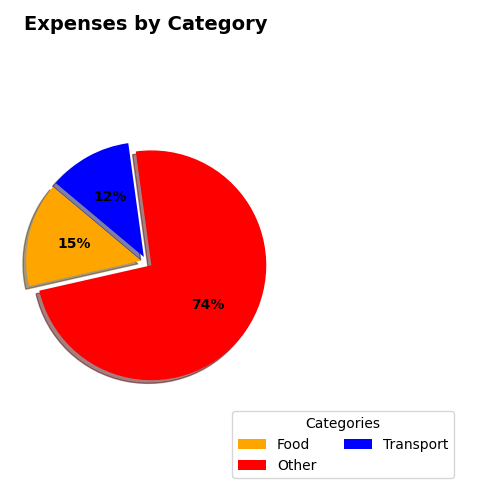 Expenses by Category
12%
15%
74%
Categories
Food Transport
Other